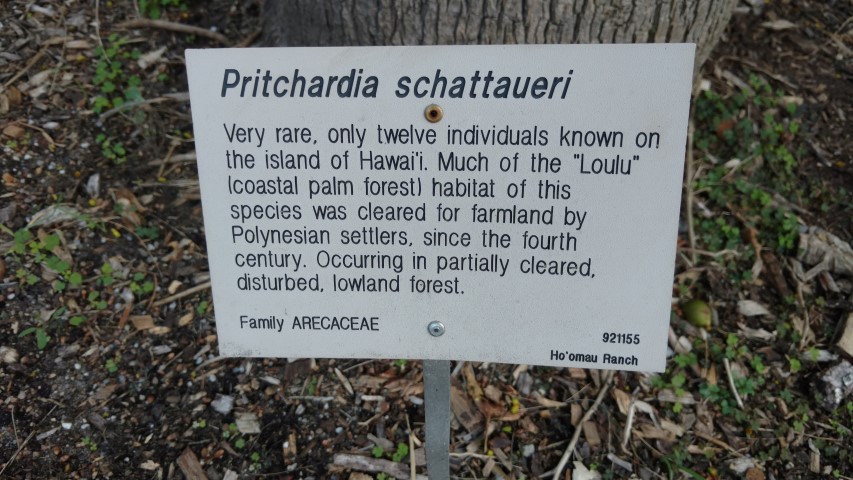 Pritchardia schattaueri
Very rare, only twelve individuals known on
the island of Hawai'i. Much of the "Loulu"
(coastal palm forest) habitat of this
species was cleared for farmland by
Polynesian settlers, since the fourth
century. Occurring in partially cleared,
disturbed, lowland forest.
Family ARECACEAE
921155
Ho'omau Ranch